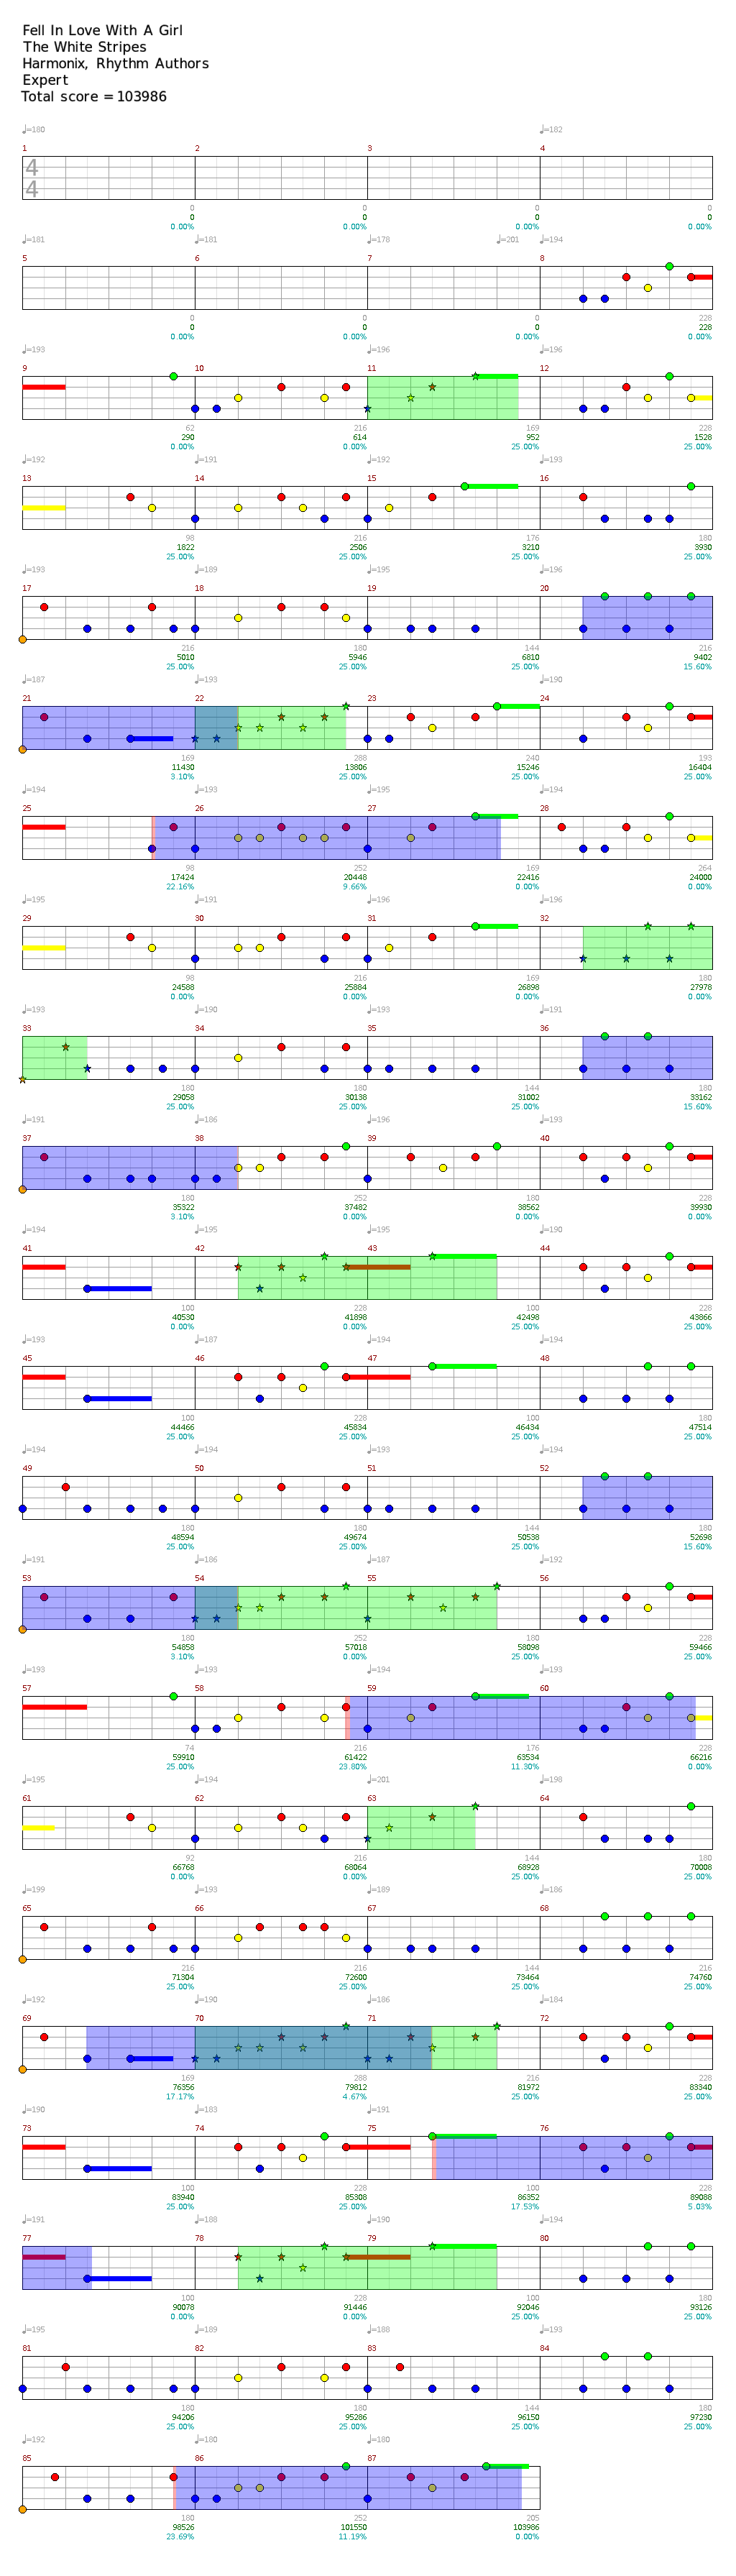 Fell In Love With A Girl
The White Stripes
Harmonix, Rhythm Authors
Expert
Total score = 103986
♩=180 ♩=182
1 2 3 4
4
4
0 0 0 0
0 0 0 0
0.00% 0.00% 0.00% 0.00%
♩=181 ♩=181 ♩=178 ♩=201 ♩=194
5 6 7 8
0 0 0 228
0 0 0 228
0.00% 0.00% 0.00% 0.00%
♩=193 ♩=196 ♩=196
9 10 11 12
62 216 169 228
290 614 952 1528
0.00% 0.00% 25.00% 25.00%
♩=192 ♩=191 ♩=192 ♩=193
13 14 15 16
98 216 176 180
1822 2506 3210 3930
25.00% 25.00% 25.00% 25.00%
♩=193 ♩=189 ♩=195 ♩=196
17 18 19 20
216 180 144 216
5010 5946 6810 9402
25.00% 25.00% 25.00% 15.60%
♩=187 ♩=193 ♩=190
21 22 23 24
169 288 240 193
11430 13806 15246 16404
3.10% 25.00% 25.00% 25.00%
♩=194 ♩=193 ♩=194
25 26 27 28
98 252 169 264
17424 20448 22416 24000
22.16% 9.66% 0.00% 0.00%
♩=195 ♩=191 ♩=196
29 30 31 32
98 216 169 180
24588 25884 26898 27978
0.00% 0.00% 0.00% 0.00%
♩=193 ♩=190 ♩=193 ♩=191
33 34 35 36
180 180 144 180
29058 30138 31002 33162
25.00% 25.00% 25.00% 15.60%
♩=191 ♩=186 ♩=196 ♩=193
37 38 39 40
180 252 180 228
35322 37482 38562 39930
3.10% 0.00% 0.00% 0.00%
♩=194 ♩=195 ♩=195 ♩=190
41 42 43 44
100 228 100 228
40530 41898 42498 43866
0.00% 0.00% 25.00% 25.00%
♩=193 ♩=187 ♩=194 ♩=194
45 46 47 48
100 228 100 180
44466 45834 46434 47514
25.00% 25.00% 25.00% 25.00%
♩=194 ♩=194 ♩=193 ♩=194
49 50 51 52
180 180 144 180
48594 49674 50538 52698
25.00% 25.00% 25.00% 15.60%
♩=191 ♩=186 ♩=187 ♩=192
53 54 55 56
180 252 180 228
54858 57018 58098 59466
3.10% 0.00% 25.00% 25.00%
♩=193 ♩=193 ♩=194 ♩=193
57 58 59 60
74 216 176 228
59910 61422 63534 66216
25.00% 23.80% 11.30% 0.00%
♩=195 ♩=194 ♩=201 ♩=198
61 62 63 64
92 216 144 180
66768 68064 68928 70008
0.00% 0.00% 25.00% 25.00%
♩=199 ♩=193 ♩=189 ♩=186
65 66 67 68
216 216 144 216
71304 72600 73464 74760
25.00% 25.00% 25.00% 25.00%
♩=192 ♩=190 ♩=186 ♩=184
69 70 71 72
169 288 216 228
76356 79812 81972 83340
17.17% 4.67% 25.00% 25.00%
♩=190 ♩=183 ♩=191
73 74 75 76
100 228 100 228
83940 85308 86352 89088
25.00% 25.00% 17.53% 5.03%
♩=191 ♩=188 ♩=190 ♩=194
77 78 79 80
100 228 100 180
90078 91446 92046 93126
0.00% 0.00% 25.00% 25.00%
♩=195 ♩=189 ♩=188
81 82 83 84
180 180 144 180
94206 95286 96150 97230
25.00% 25.00% 25.00% 25.00%
♩=192 ♩=180 ♩=180
85 86 87
180 252 205
98526 101550 103986
23.69% 11.19% 0.00%